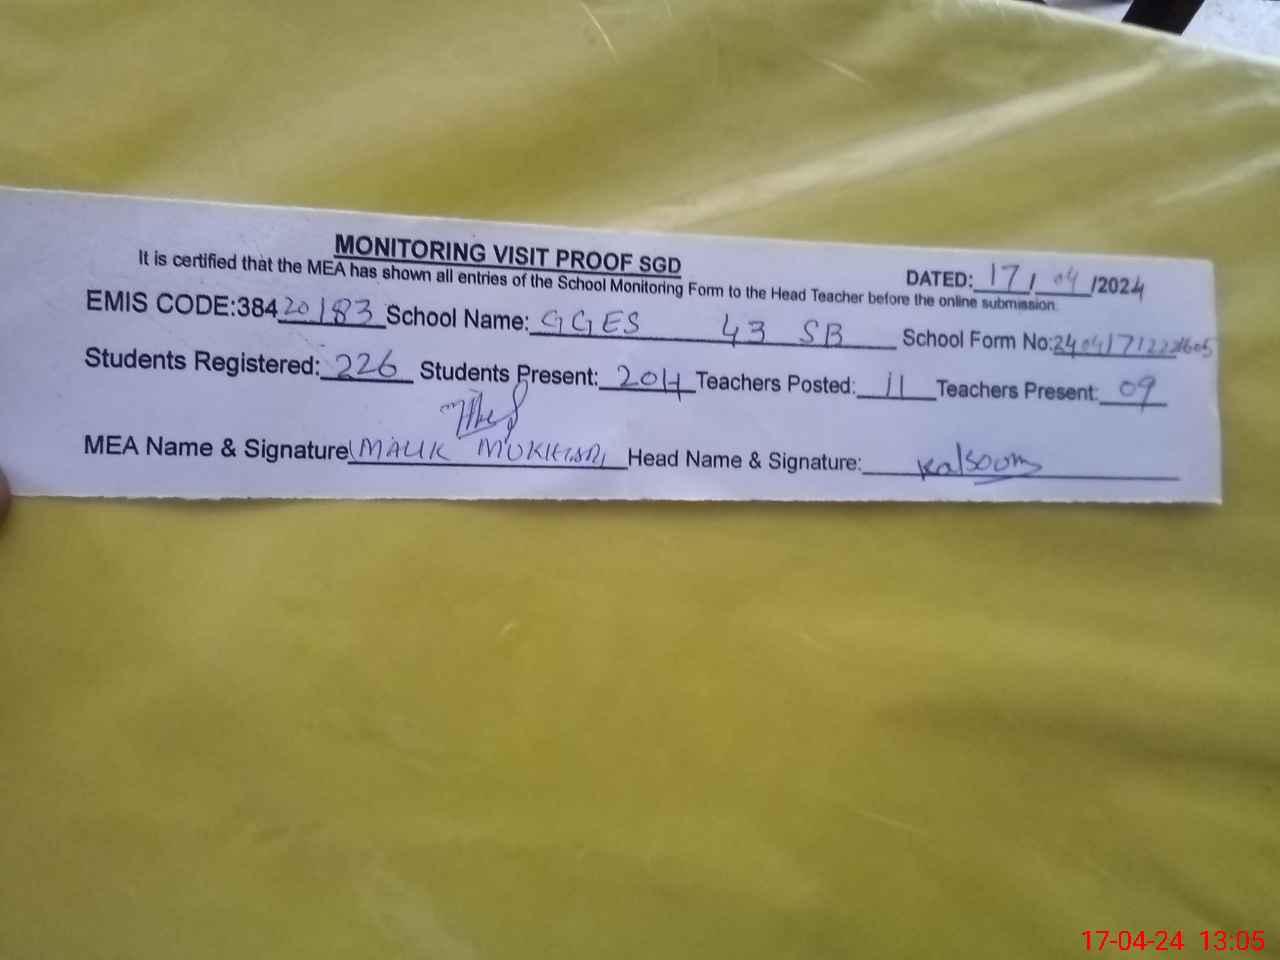 MONITORING VISIT PROOF SGD
DATED: 17/04/2024
It is certified that the MEA has shown all entries of the School Monitoring Form to the Head Teacher before the online submission.
EMIS CODE:38420183 School Name: GGES 43 SB School Form No:
Students Registered: 226 Students Present: 204 Teachers Posted: 11 Teachers Present: 09
MEA Name & Signature MALIK MUKHTAR Head Name & Signature: Kalsoom
17-04-24 13:05